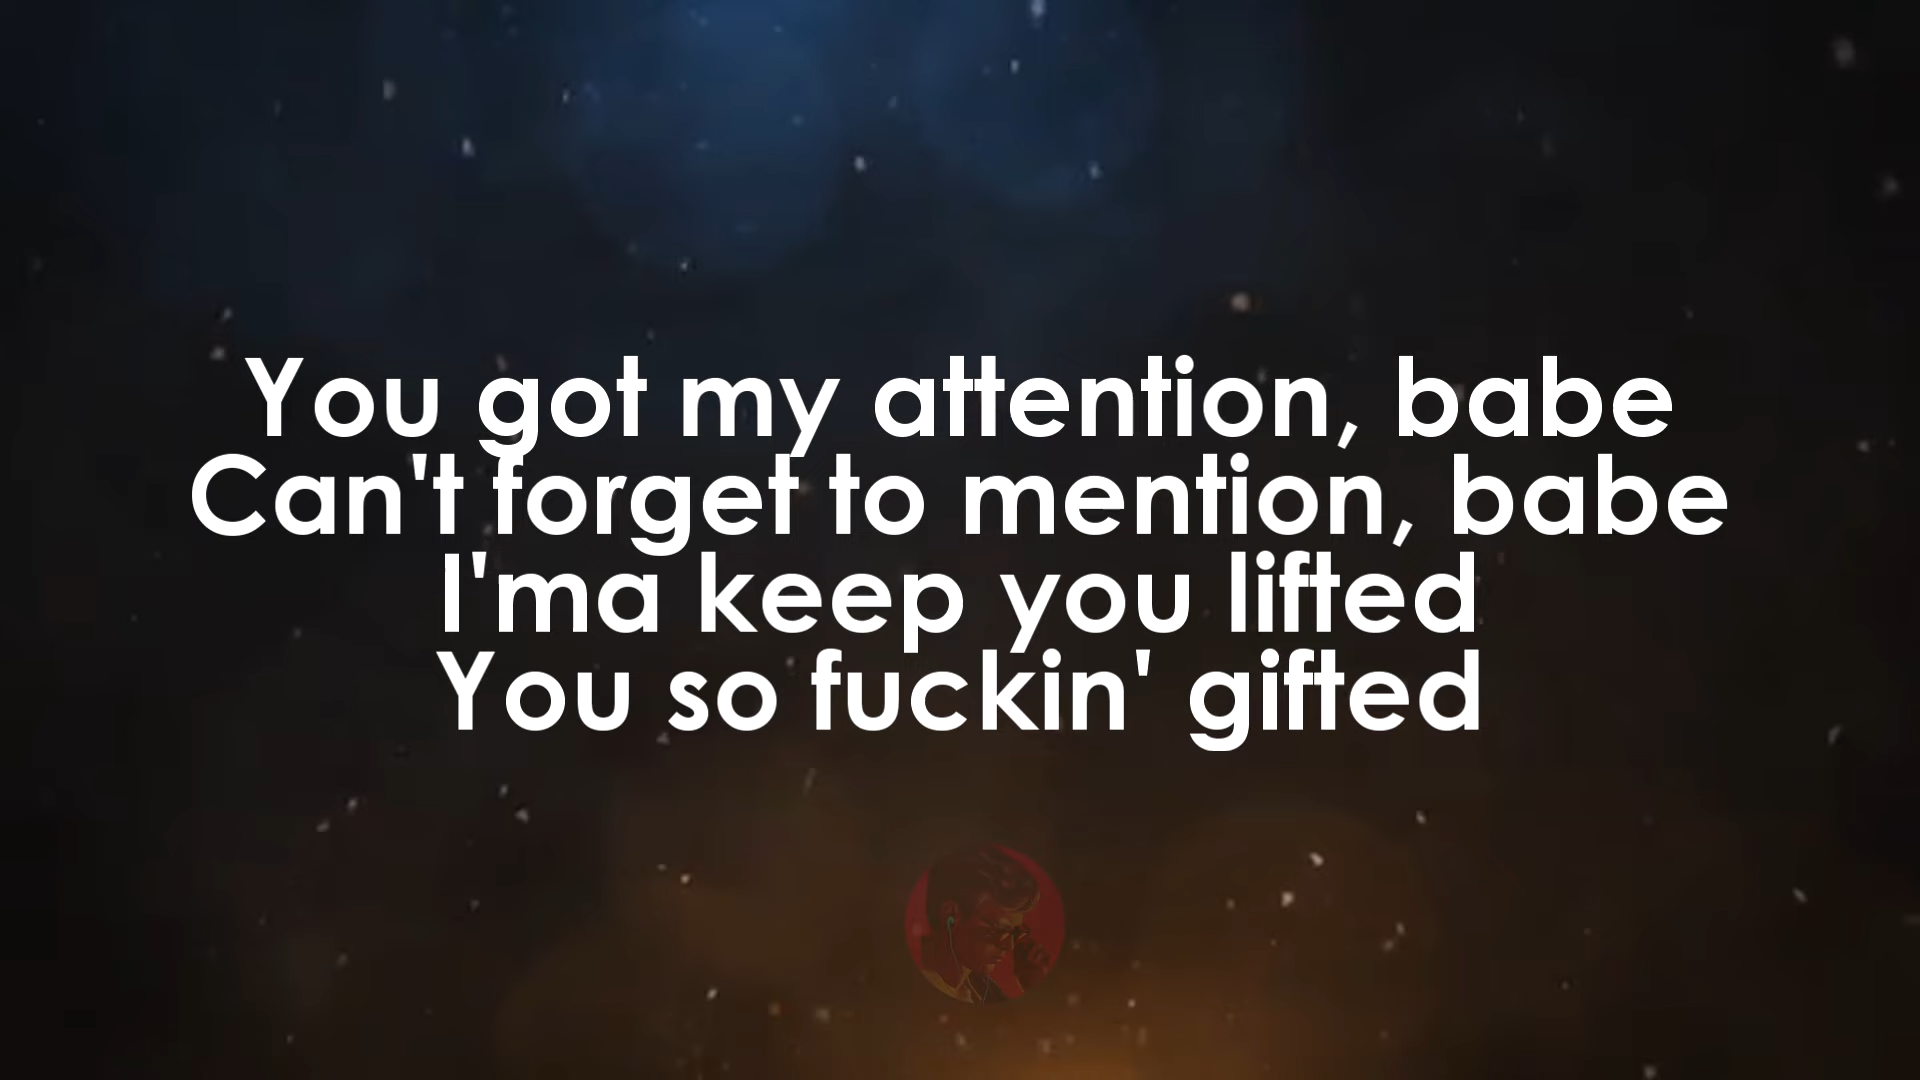 You got my attention, babe
Can't forget to mention, babe
I'ma keep you lifted
You so fuckin' gifted